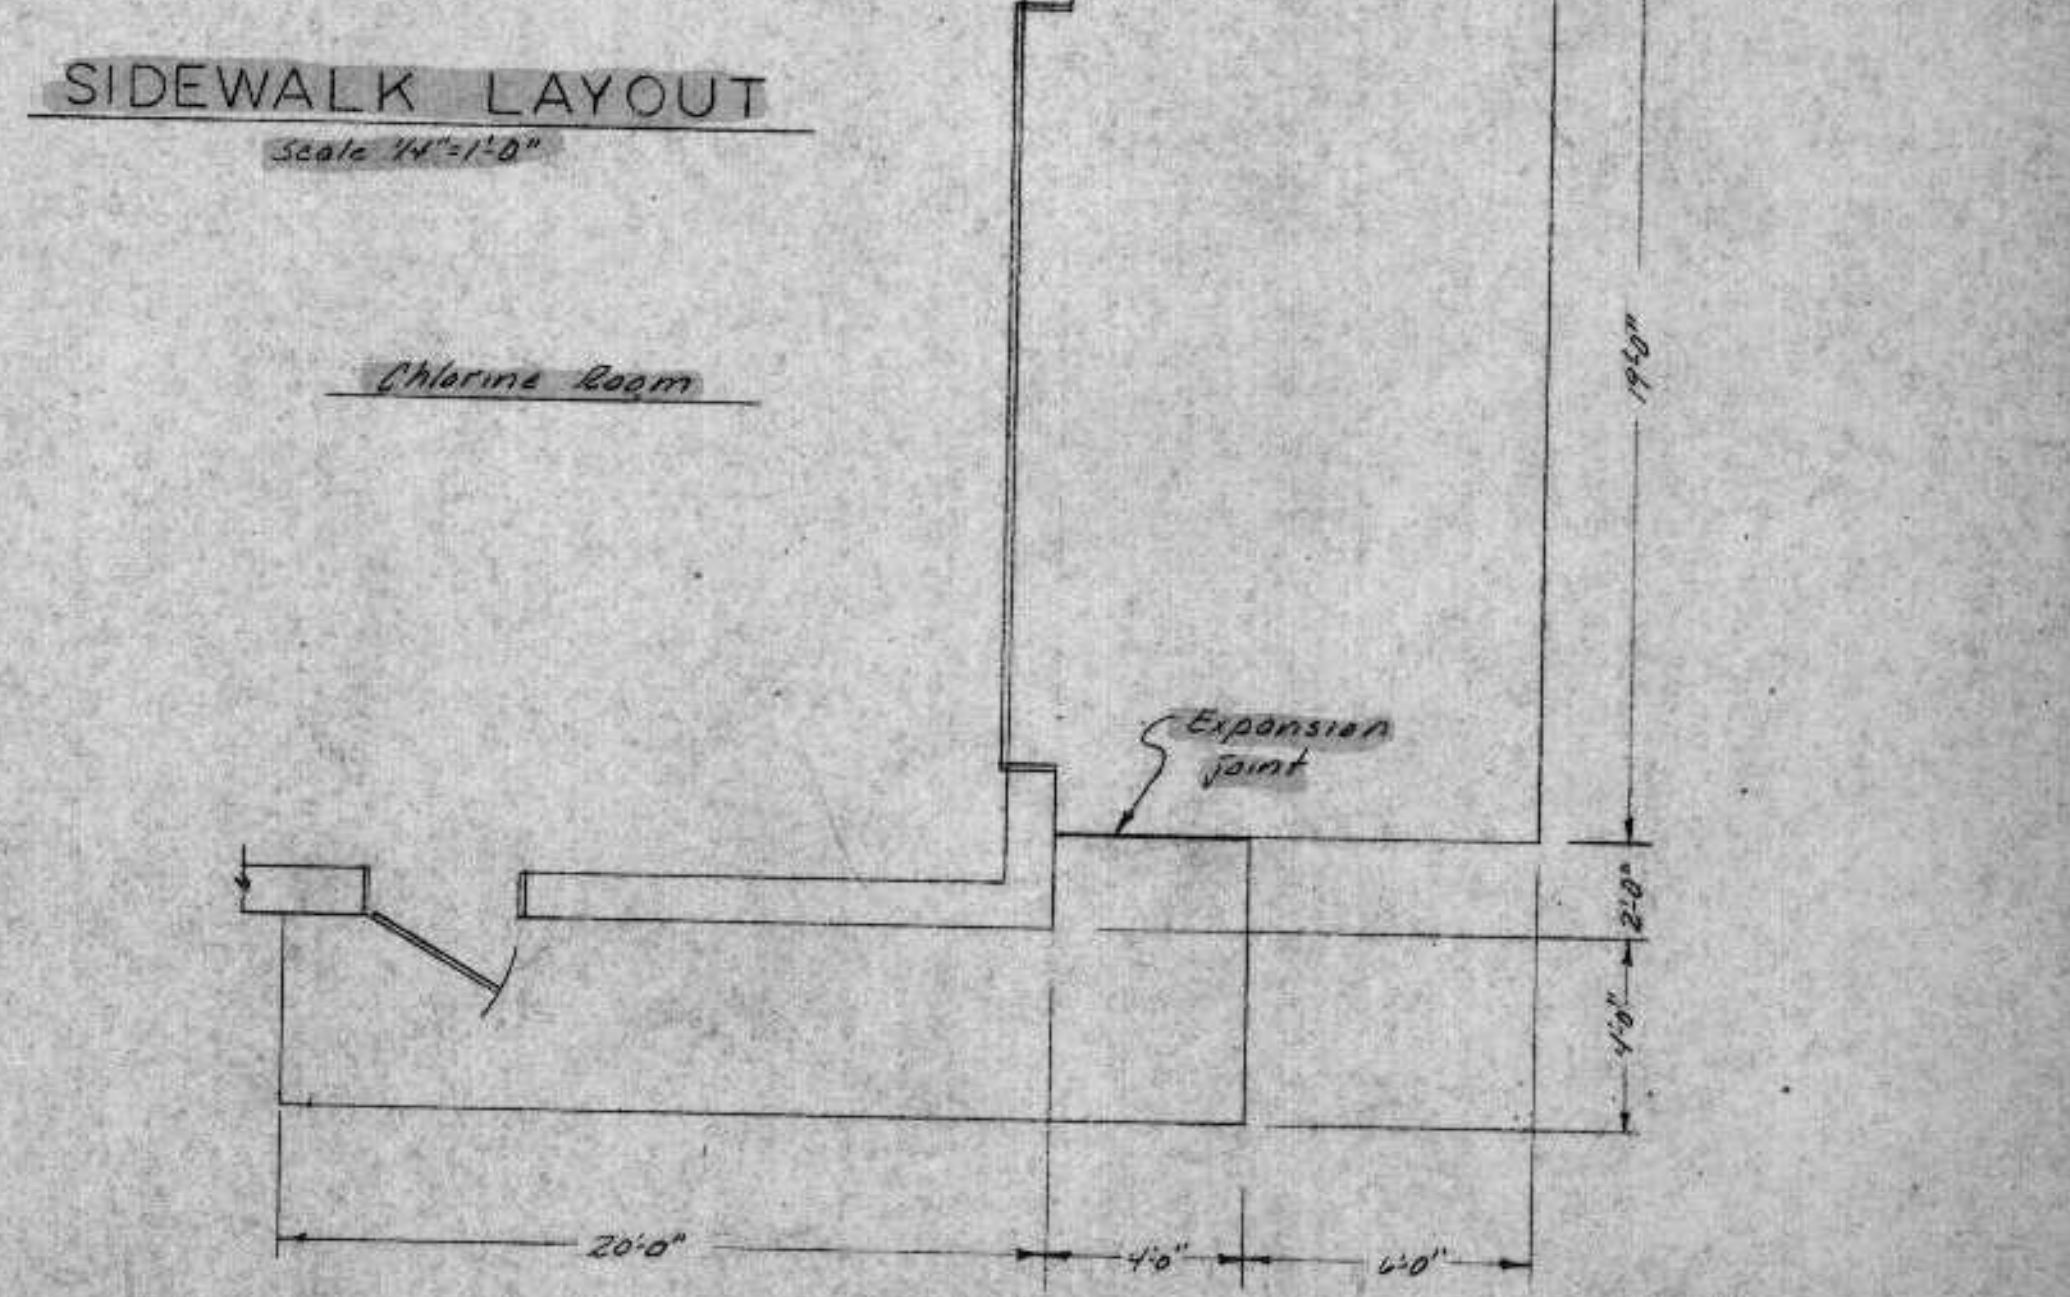 SIDEWALK LAYOUT
Scale 1/4"=1'-0"
Chlorine Room
19'-0"
Expansion
joint
2'-0"
4'-0"
20'-0"
4'-0"
6'-0"